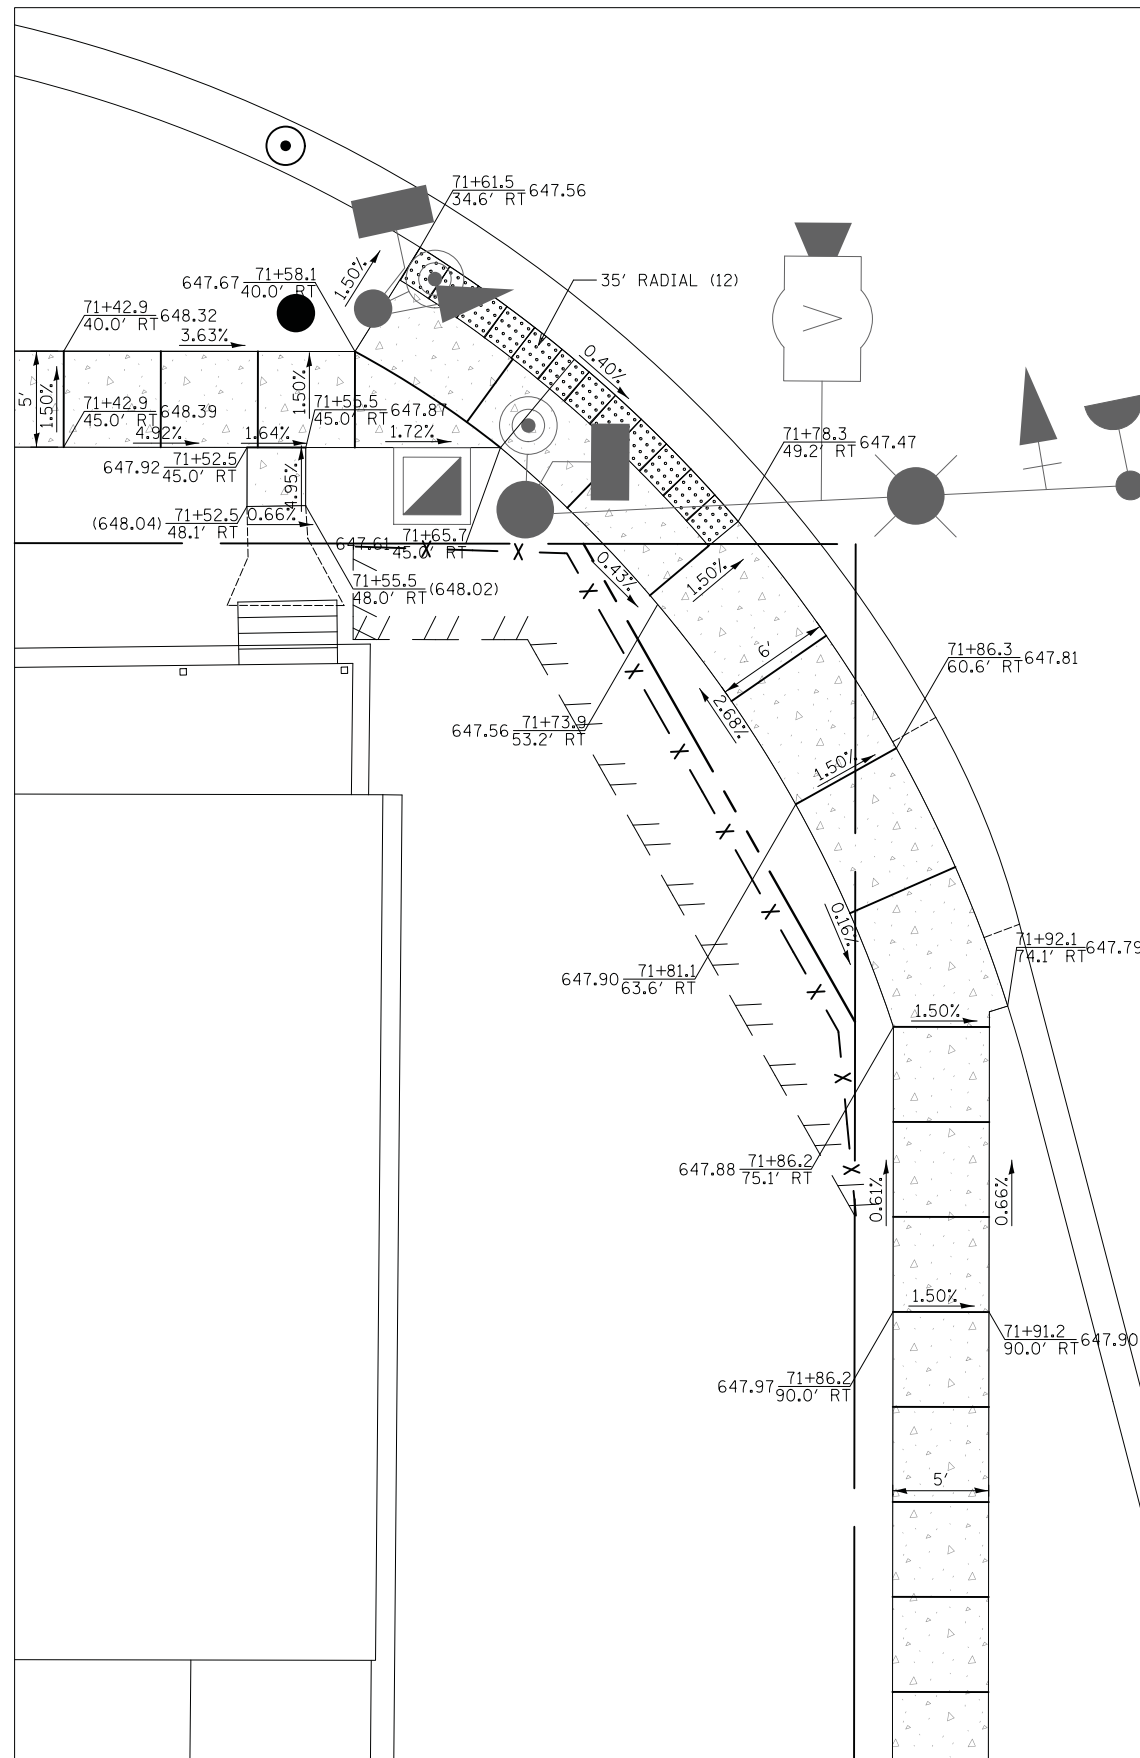 71+61.5
34.6' RT 647.56
35' RADIAL (12)
1.50%
647.67 71+58.1
40.0' RT
71+42.9
40.0' RT 648.32
3.63%
0.40%
5'
1.50%
1.50%
71+42.9
45.0' RT 648.39
71+55.5
45.0' RT 647.87
4.92%
1.64%
1.72%
71+78.3
49.2' RT 647.47
647.92 71+52.5
45.0' RT
4.95%
(648.04) 71+52.5
48.1' RT
0.66%
647.61 71+65.7
45.0' RT
X X X X X X X X X X X
0.43%
1.50%
71+55.5
48.0' RT (648.02)
6'
71+86.3
60.6' RT 647.81
2.68%
647.56 71+73.9
53.2' RT
1.50%
0.16%
71+92.1
74.1' RT 647.79
647.90 71+81.1
63.6' RT
1.50%
647.88 71+86.2
75.1' RT
0.61%
0.66%
1.50%
71+91.2
90.0' RT 647.90
647.97 71+86.2
90.0' RT
5'